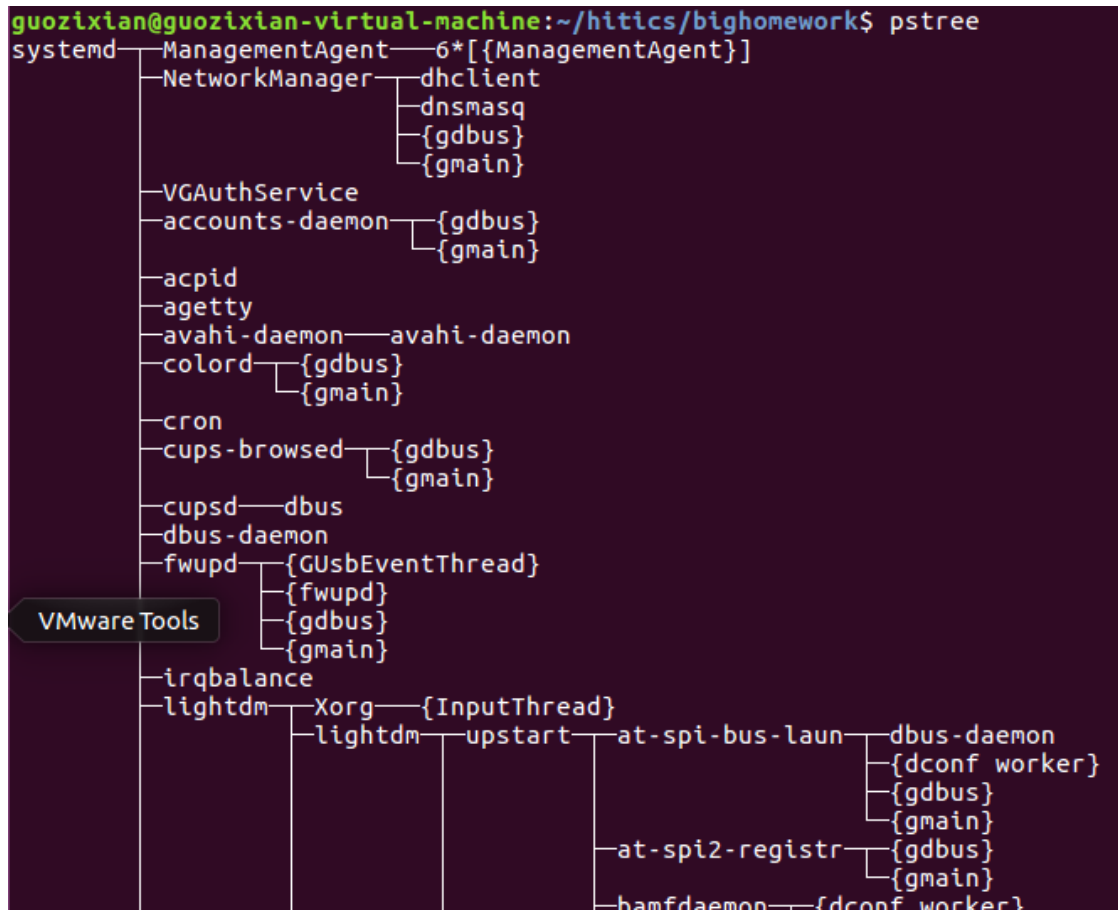 guozixian@guozixian-virtual-machine:~/hitics/bighomework$ pstree
systemd─┬─ManagementAgent───6*[{ManagementAgent}]
        ├─NetworkManager─┬─dhclient
        │                ├─dnsmasq
        │                ├─{gdbus}
        │                └─{gmain}
        ├─VGAuthService
        ├─accounts-daemon─┬─{gdbus}
        │                 └─{gmain}
        ├─acpid
        ├─agetty
        ├─avahi-daemon───avahi-daemon
        ├─colord─┬─{gdbus}
        │        └─{gmain}
        ├─cron
        ├─cups-browsed─┬─{gdbus}
        │              └─{gmain}
        ├─cupsd───dbus
        ├─dbus-daemon
        ├─fwupd─┬─{GUsbEventThread}
        │       ├─{fwupd}
VMware Tools    ├─{gdbus}
        │       └─{gmain}
        ├─irqbalance
        ├─lightdm─┬─Xorg───{InputThread}
        │         ├─lightdm─┬─upstart─┬─at-spi-bus-laun─┬─dbus-daemon
        │         │         │         │                 ├─{dconf worker}
        │         │         │         │                 ├─{gdbus}
        │         │         │         │                 └─{gmain}
        │         │         │         ├─at-spi2-registr─┬─{gdbus}
        │         │         │         │                 └─{gmain}
        │         │         │         ├─bamfdaemon─┬─{dconf worker}